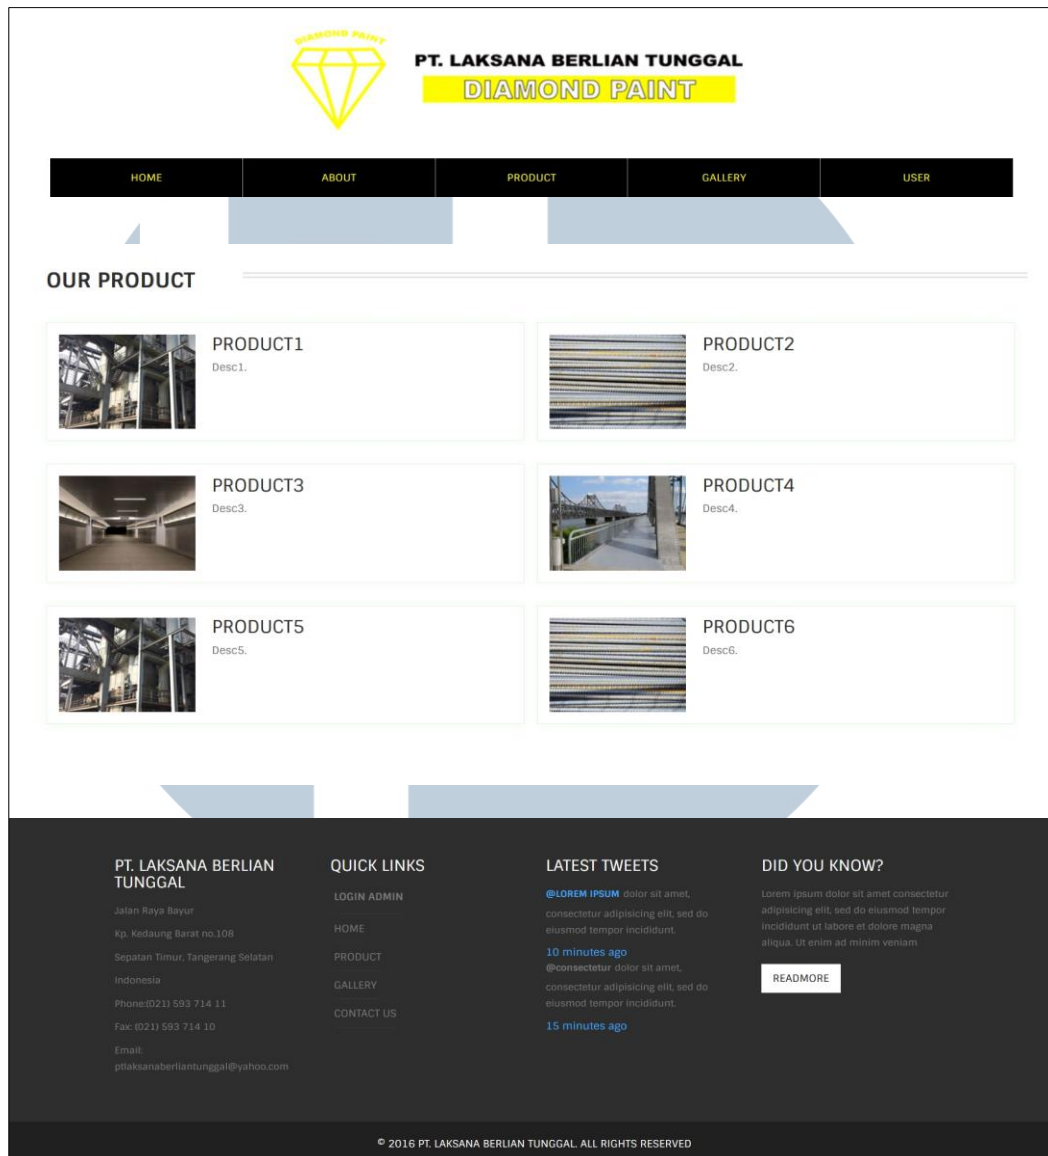 DIAMOND PAINT
PT. LAKSANA BERLIAN TUNGGAL
DIAMOND PAINT
HOME ABOUT PRODUCT GALLERY USER
OUR PRODUCT
PRODUCT1
Desc1.
PRODUCT2
Desc2.
PRODUCT3
Desc3.
PRODUCT4
Desc4.
PRODUCT5
Desc5.
PRODUCT6
Desc6.
PT. LAKSANA BERLIAN
TUNGGAL
Jalan Raya Bayur
Kp. Kedaung Barat no.108
Sepatan Timur, Tangerang Selatan
Indonesia
Phone:(021) 593 714 11
Fax: (021) 593 714 10
Email:
ptlaksanaberliantunggal@yahoo.com
QUICK LINKS
LOGIN ADMIN
HOME
PRODUCT
GALLERY
CONTACT US
LATEST TWEETS
@LOREM IPSUM dolor sit amet,
consectetur adipisicing elit, sed do
eiusmod tempor incididunt.
10 minutes ago
@consectetur dolor sit amet,
consectetur adipisicing elit, sed do
eiusmod tempor incididunt.
15 minutes ago
DID YOU KNOW?
Lorem ipsum dolor sit amet consectetur
adipisicing elit, sed do eiusmod tempor
incididunt ut labore et dolore magna
aliqua. Ut enim ad minim veniam
READMORE
© 2016 PT. LAKSANA BERLIAN TUNGGAL. ALL RIGHTS RESERVED